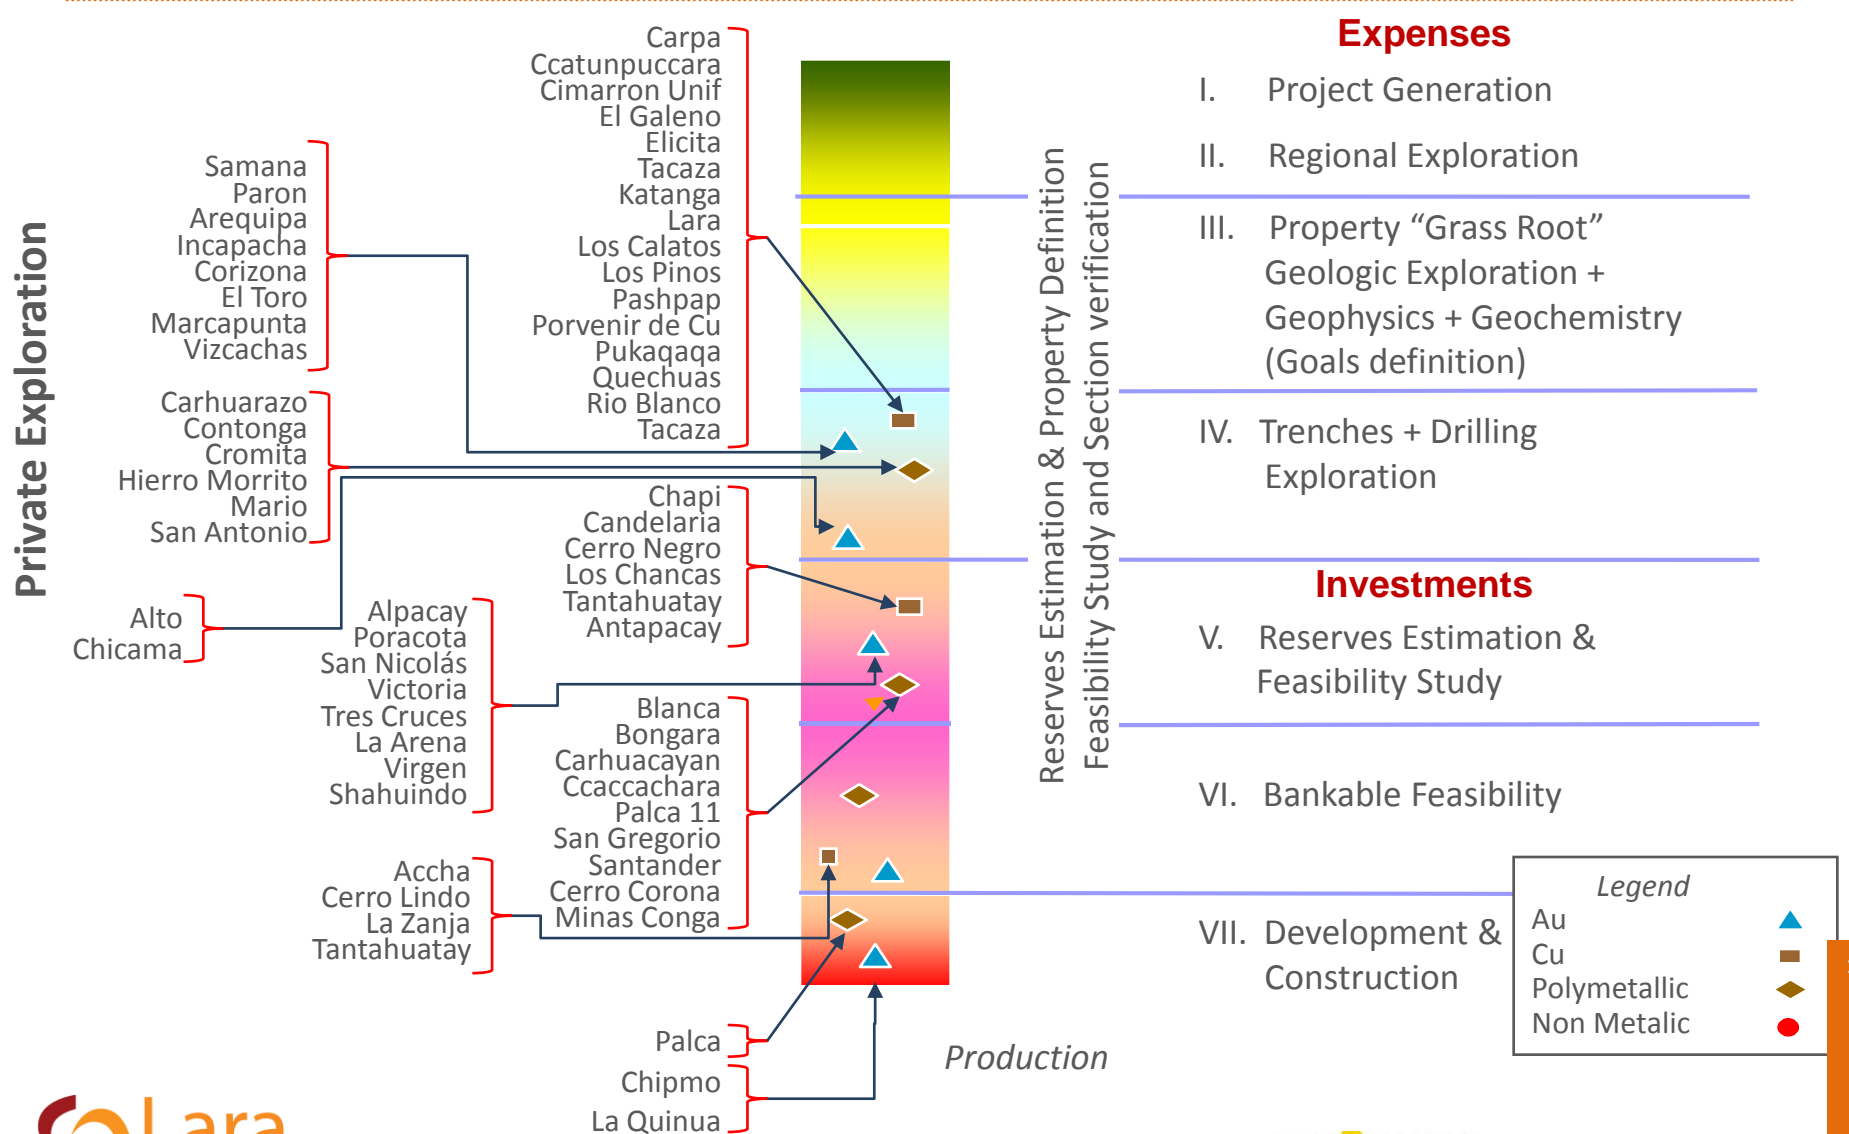 Expenses
I. Project Generation
II. Regional Exploration
III. Property “Grass Root”
Geologic Exploration +
Geophysics + Geochemistry
(Goals definition)
IV. Trenches + Drilling
Exploration
Investments
V. Reserves Estimation &
Feasibility Study
VI. Bankable Feasibility
VII. Development &
Construction
Reserves Estimation & Property Definition
Feasibility Study and Section verification
Private Exploration
Carpa
Ccatunpuccara
Cimarron Unif
El Galeno
Elicita
Tacaza
Katanga
Lara
Los Calatos
Los Pinos
Pashpap
Porvenir de Cu
Pukaqaqa
Quechuas
Rio Blanco
Tacaza
Samana
Paron
Arequipa
Incapacha
Corizona
El Toro
Marcapunta
Vizcachas
Carhuarazo
Contonga
Cromita
Hierro Morrito
Mario
San Antonio
Alto
Chicama
Chapi
Candelaria
Cerro Negro
Los Chancas
Tantahuatay
Antapacay
Alpacay
Poracota
San Nicolás
Victoria
Tres Cruces
La Arena
Virgen
Shahuindo
Blanca
Bongara
Carhuacayan
Ccaccachara
Palca 11
San Gregorio
Santander
Cerro Corona
Minas Conga
Accha
Cerro Lindo
La Zanja
Tantahuatay
Palca
Chipmo
La Quinua
Production
Legend
Au
Cu
Polymetallic
Non Metalic
Lara